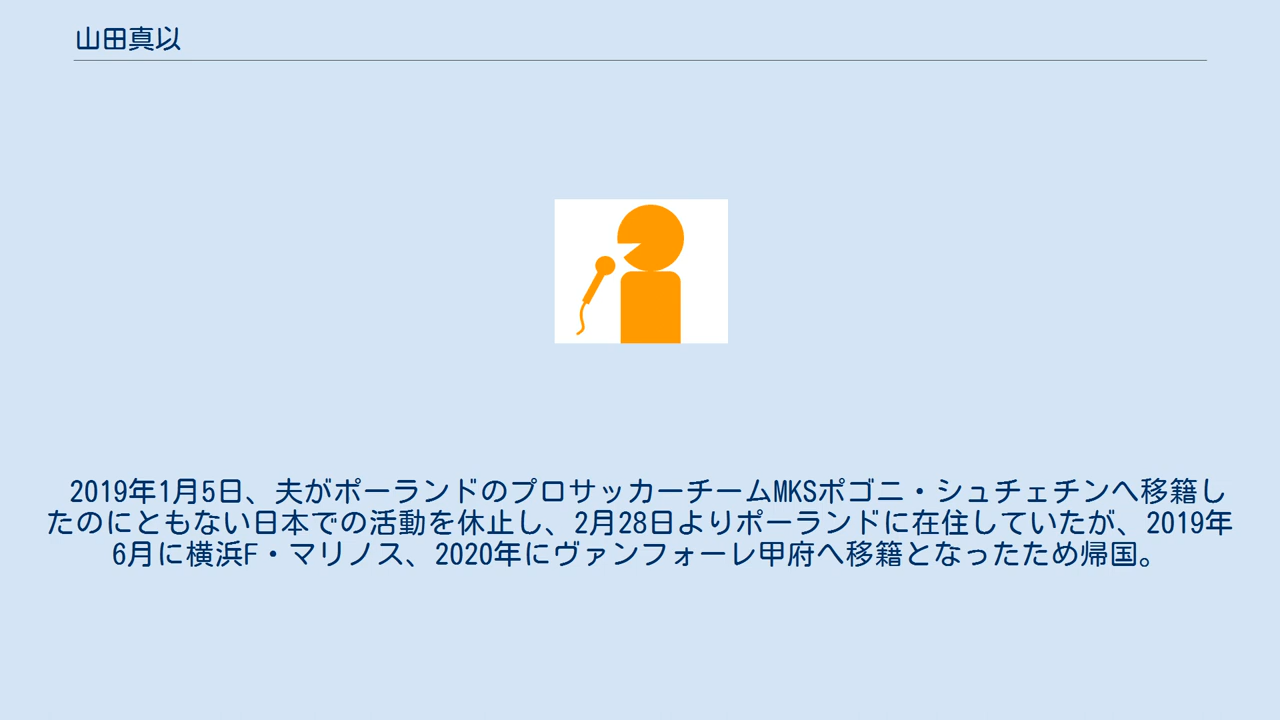 山田真以
2019年1月5日、夫がポーランドのプロサッカーチームMKSポゴニ・シュチェチンへ移籍し
たのにともない日本での活動を休止し、2月28日よりポーランドに在住していたが、2019年
6月に横浜F・マリノス、2020年にヴァンフォーレ甲府へ移籍となったため帰国。